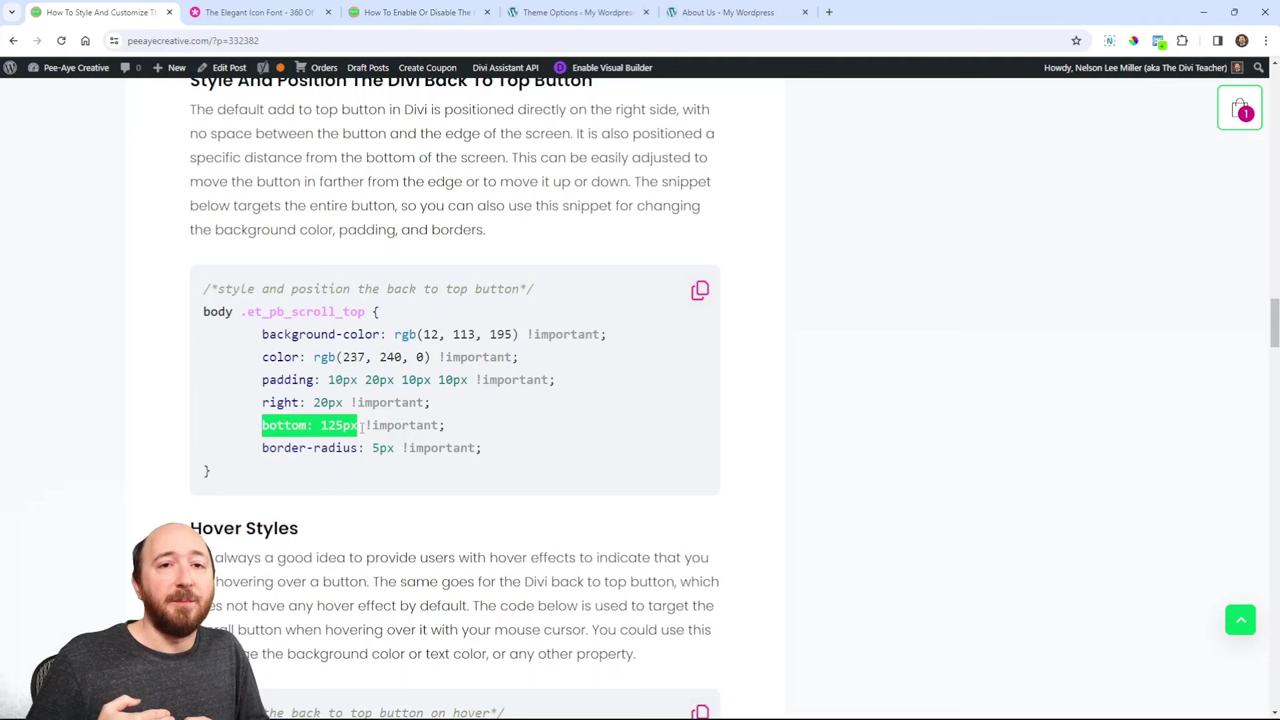 How To Style And Customize Th
The Elegant Icon Font - 360 Of
How To Enable Or Disable The
Theme Options - My Wordpress
About Us - My Wordpress
peeayecreative.com/?p=332382
Pee-Aye Creative
0
New
Edit Post
Orders
Draft Posts
Create Coupon
Divi Assistant API
Enable Visual Builder
Howdy, Nelson Lee Miller (aka The Divi Teacher)
1
Style And Position The Divi Back To Top Button
The default add to top button in Divi is positioned directly on the right side, with
no space between the button and the edge of the screen. It is also positioned a
specific distance from the bottom of the screen. This can be easily adjusted to
move the button in farther from the edge or to move it up or down. The snippet
below targets the entire button, so you can also use this snippet for changing
the background color, padding, and borders.
/*style and position the back to top button*/
body .et_pb_scroll_top {
background-color: rgb(12, 113, 195) !important;
color: rgb(237, 240, 0) !important;
padding: 10px 20px 10px 10px !important;
right: 20px !important;
bottom: 125px !important;
border-radius: 5px !important;
}
Hover Styles
always a good idea to provide users with hover effects to indicate that you
hovering over a button. The same goes for the Divi back to top button, which
not have any hover effect by default. The code below is used to target the
button when hovering over it with your mouse cursor. You could use this
the background color or text color, or any other property.
the back to top button on hover*/